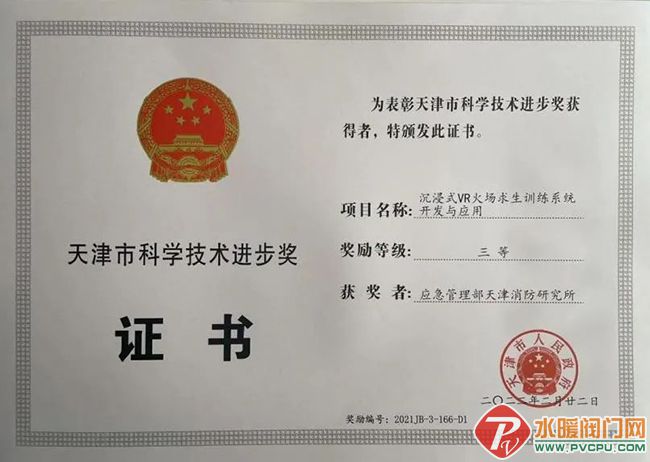 天津市科学技术进步奖
证书
为表彰天津市科学技术进步奖获
得者，特颁发此证书。
项目名称：沉浸式VR火场求生训练系统
开发与应用
奖励等级：三等
获奖者：应急管理部天津消防研究所
天津市人民政府
二〇二二年二月廿二日
奖励编号：2021JB-3-166-D1
水暖阀门网
WWW.PVCPU.COM